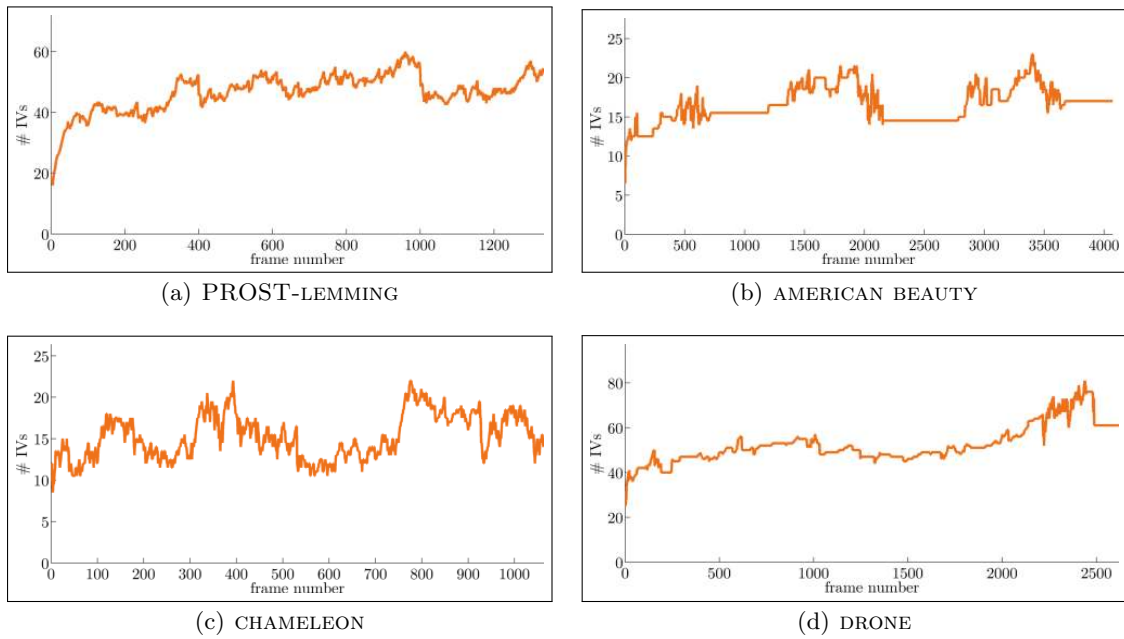 60
40
20
0
# IVs
0 200 400 600 800 1000 1200
frame number
(a) PROST-LEMMING
25
20
15
10
5
0
# IVs
0 500 1000 1500 2000 2500 3000 3500 4000
frame number
(b) AMERICAN BEAUTY
25
20
15
10
5
0
# IVs
0 100 200 300 400 500 600 700 800 900 1000
frame number
(c) CHAMELEON
80
60
40
20
0
# IVs
0 500 1000 1500 2000 2500
frame number
(d) DRONE